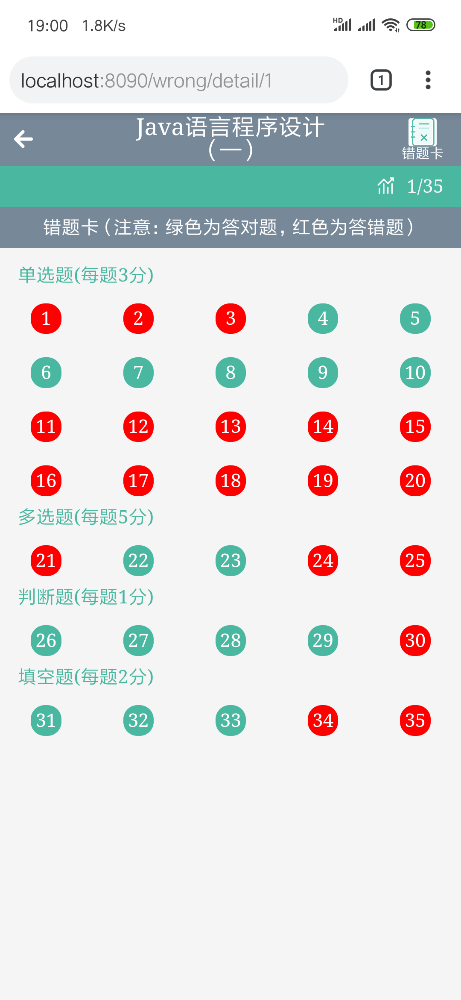 19:00 1.8K/s HD 78
localhost:8090/wrong/detail/1 1
Java语言程序设计
（一）
错题卡
1/35
错题卡（注意：绿色为答对题，红色为答错题）
单选题(每题3分)
1 2 3 4 5
6 7 8 9 10
11 12 13 14 15
16 17 18 19 20
多选题(每题5分)
21 22 23 24 25
判断题(每题1分)
26 27 28 29 30
填空题(每题2分)
31 32 33 34 35